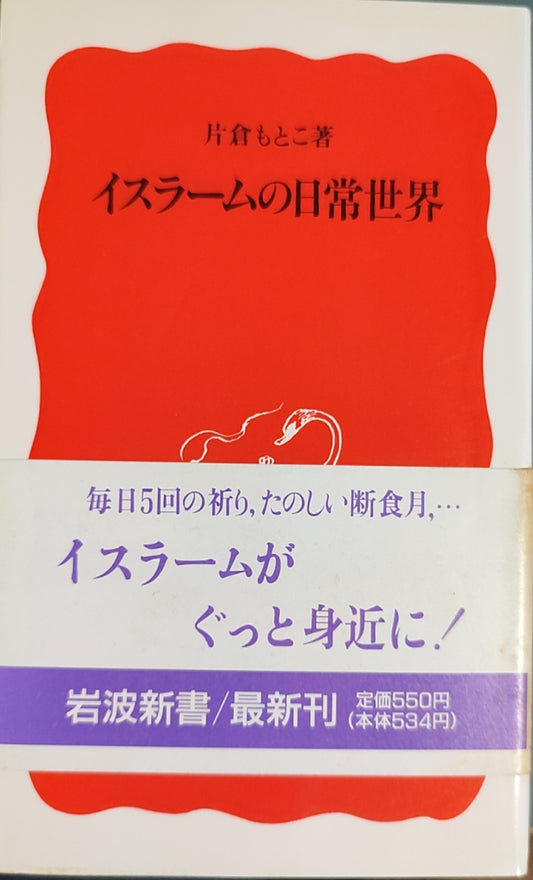 片倉もとこ著
イスラームの日常世界
毎日5回の祈り,たのしい断食月,…
イスラームが
ぐっと身近に!
岩波新書/最新刊
定価550円
(本体534円)